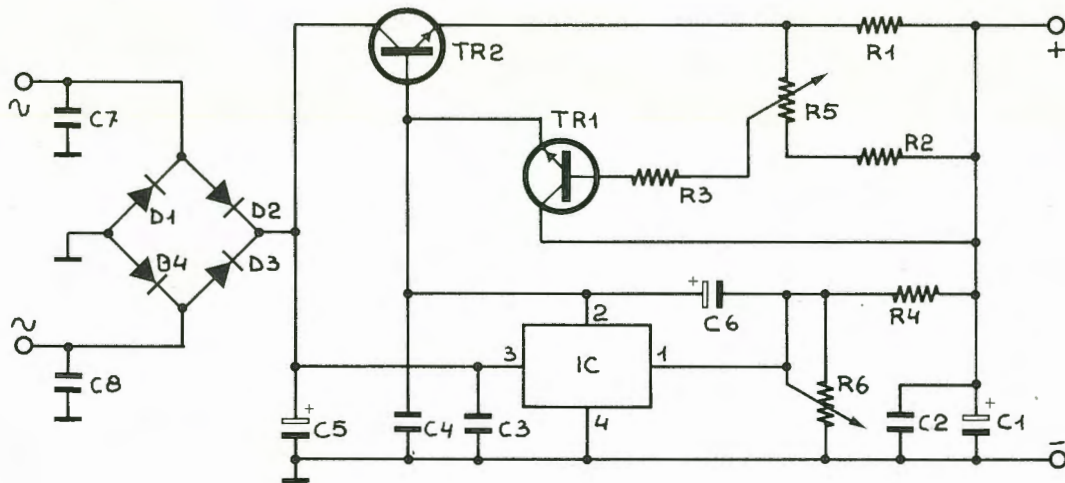 TR2
R1
+
~
C7
TR1
R5
R2
R3
D1
D2
B4
D3
+
C6
R4
~
2
3
IC
1
C8
R6
+
C5
C4
C3
4
C2
+
C1
−